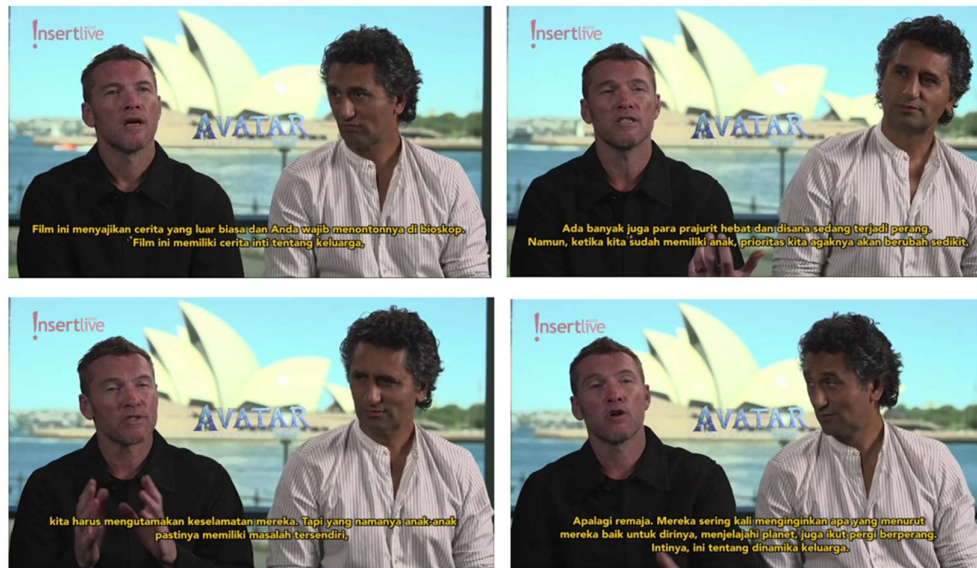 Insertlive
AVATAR
Film ini menyajikan cerita yang luar biasa dan Anda wajib menontonnya di bioskop.
Film ini memiliki cerita inti tentang keluarga,
Insertlive
AVATAR
Ada banyak juga para prajurit hebat dan disana sedang terjadi perang.
Namun, ketika kita sudah memiliki anak, prioritas kita agaknya akan berubah sedikit,
Insertlive
AVATAR
kita harus mengutamakan keselamatan mereka. Tapi yang namanya anak-anak
pastinya memiliki masalah tersendiri,
Insertlive
AVATAR
Apalagi remaja. Mereka sering kali menginginkan apa yang menurut
mereka baik untuk dirinya, menjelajahi planet, juga ikut pergi berperang.
Intinya, ini tentang dinamika keluarga.